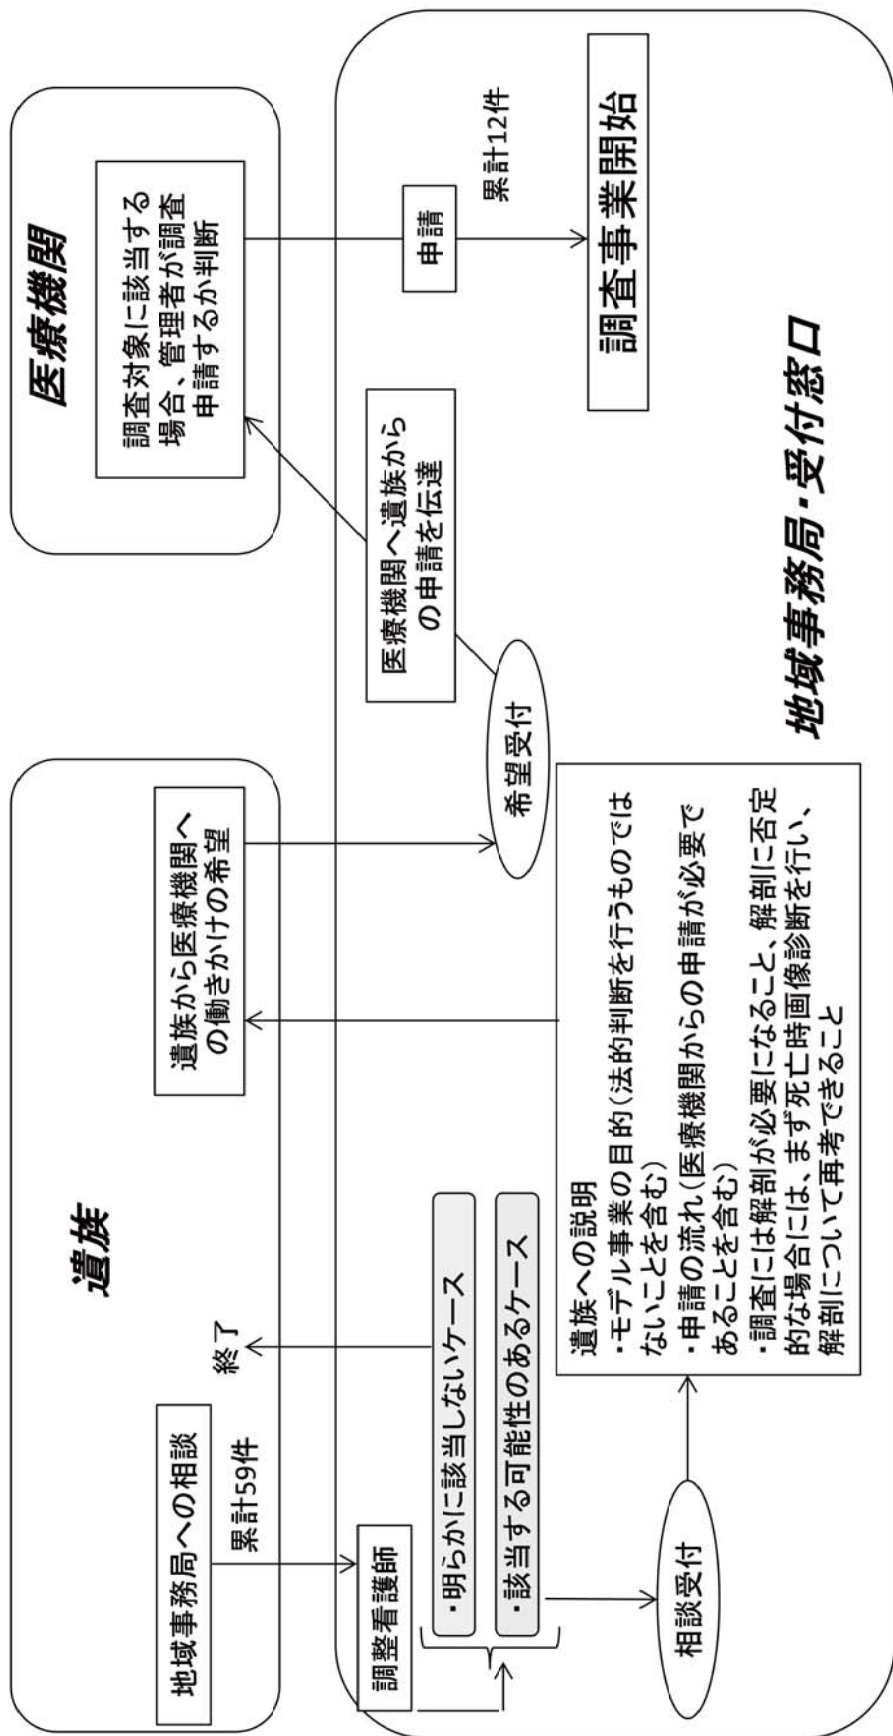 遺族
地域事務局への相談
累計59件
調整看護師
・明らかに該当しないケース
・該当する可能性のあるケース
終了
相談受付
遺族への説明
・モデル事業の目的(法的判断を行うものでは
ないことを含む)
・申請の流れ(医療機関からの申請が必要で
あることを含む)
・調査には解剖が必要になること、解剖に否定
的な場合には、まず死亡時画像診断を行い、
解剖について再考できること
遺族から医療機関へ
の働きかけの希望
希望受付
医療機関へ遺族から
の申請を伝達
医療機関
調査対象に該当する
場合、管理者が調査
申請するか判断
申請
累計12件
調査事業開始
地域事務局・受付窓口